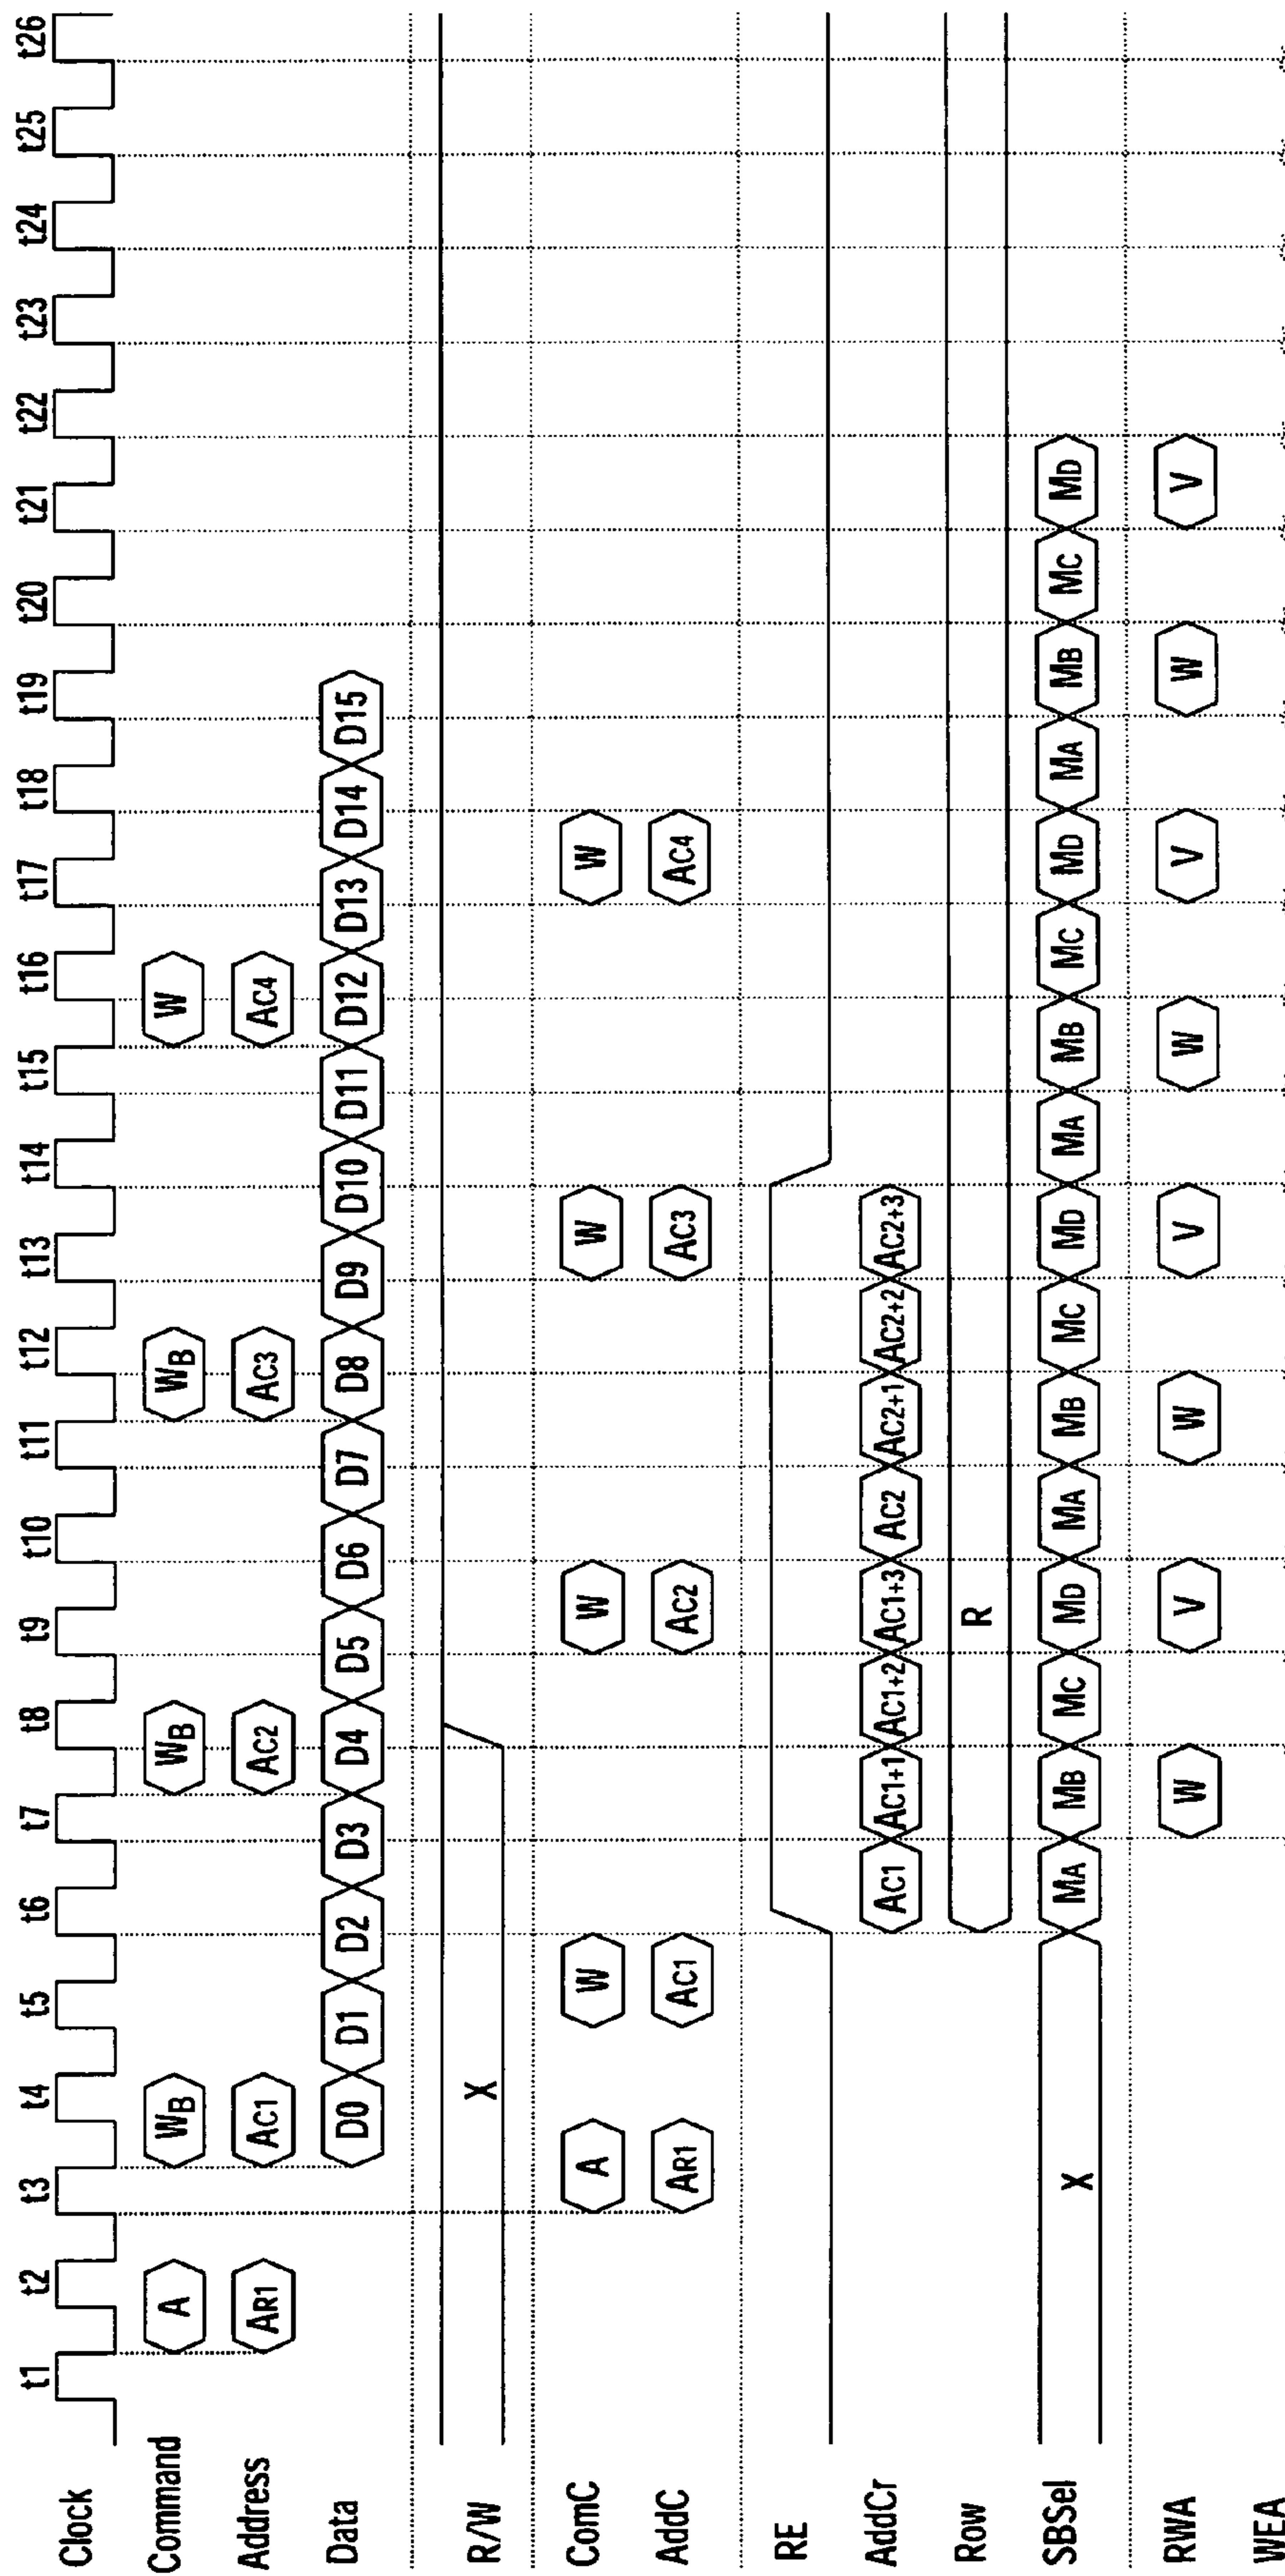 t1 t2 t3 t4 t5 t6 t7 t8 t9 t10 t11 t12 t13 t14 t15 t16 t17 t18 t19 t20 t21 t22 t23 t24 t25 t26
Clock
Command A WB WB WB W
Address AR1 AC1 AC2 AC3 AC4
Data D0 D1 D2 D3 D4 D5 D6 D7 D8 D9 D10 D11 D12 D13 D14 D15
R/W X
ComC A W W W W
AddC AR1 AC1 AC2 AC3 AC4
RE
AddCr AC1 AC1+1 AC1+2 AC1+3 AC2 AC2+1 AC2+2 AC2+3
Row R
SBSel X MA MB MC MD MA MB MC MD MA MB MC MD MA MB MC MD
RWA W V W V W V W V
WEA